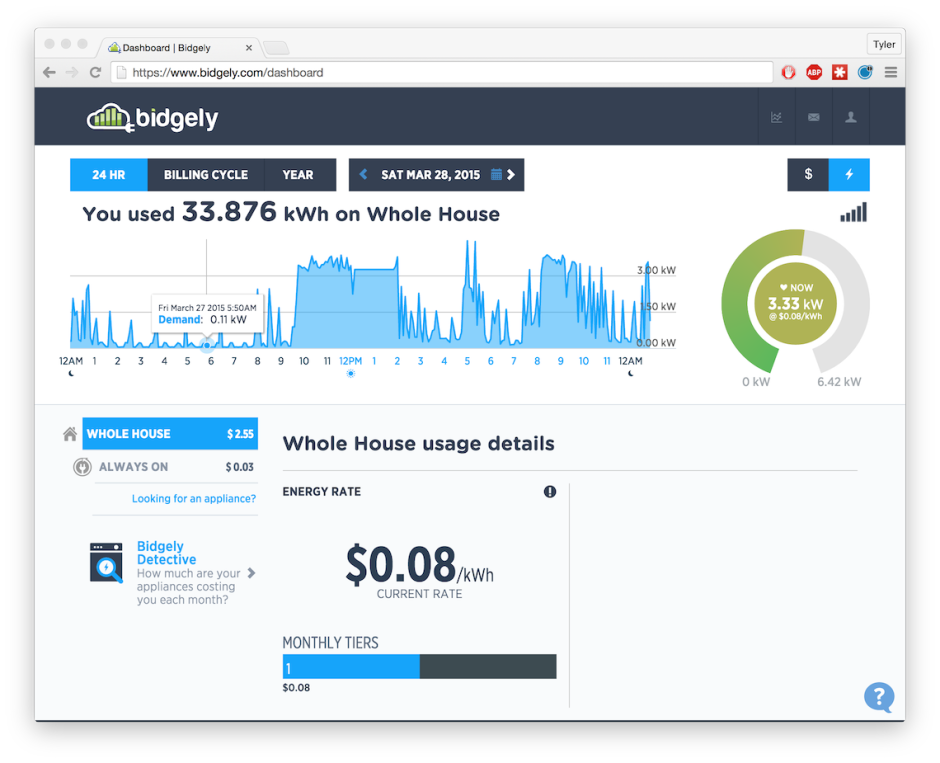 Dashboard | Bidgely
Tyler
https://www.bidgely.com/dashboard
ABP
bidgely
24 HR BILLING CYCLE YEAR SAT MAR 28, 2015 $
You used 33.876 kWh on Whole House
3.00 kW
1.50 kW
0.00 kW
Fri March 27 2015 5:50AM
Demand: 0.11 kW
12AM 1 2 3 4 5 6 7 8 9 10 11 12PM 1 2 3 4 5 6 7 8 9 10 11 12AM
NOW
3.33 kW
@ $0.08/kWh
0 kW 6.42 kW
WHOLE HOUSE $ 2.55
ALWAYS ON $ 0.03
Looking for an appliance?
Bidgely
Detective
How much are your
appliances costing
you each month?
Whole House usage details
ENERGY RATE
$0.08/kWh
CURRENT RATE
MONTHLY TIERS
1
$0.08
?